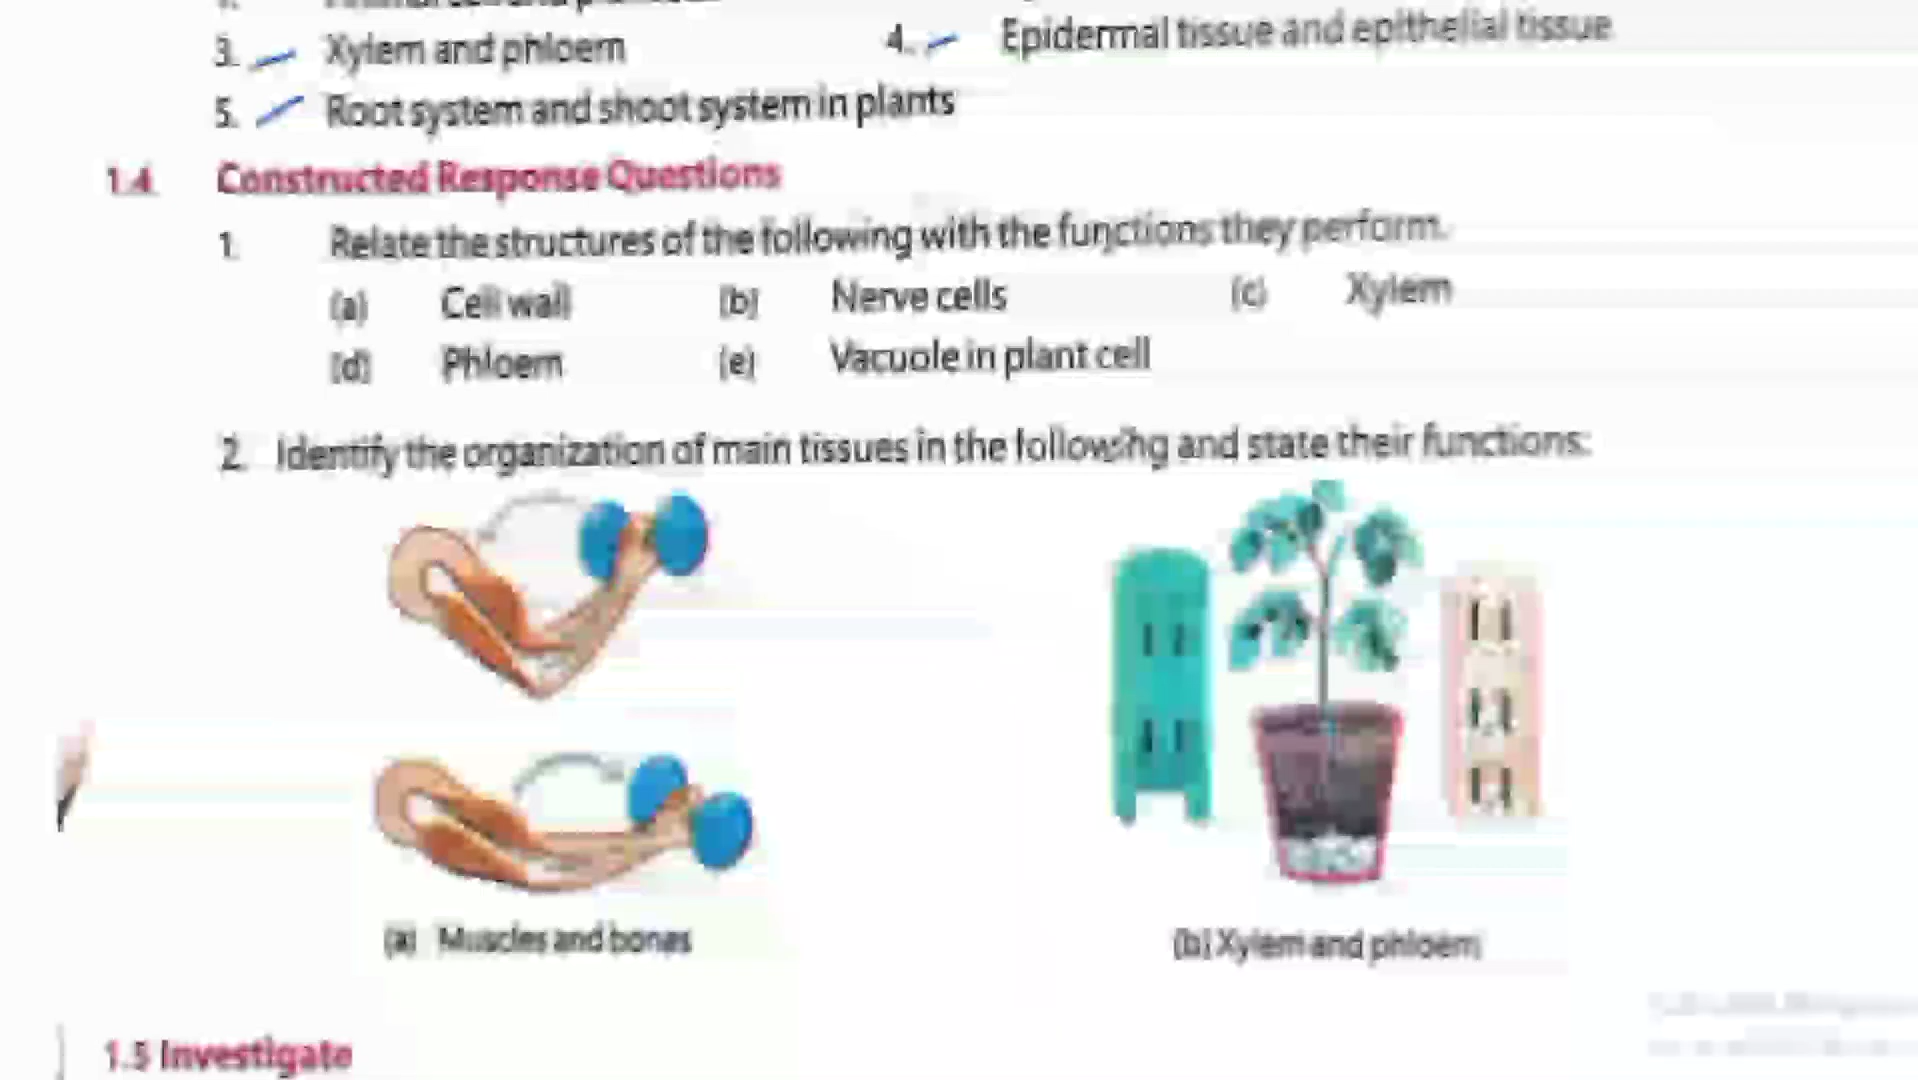 3. Xylem and phloem
4. Epidermal tissue and epithelial tissue
5. Root system and shoot system in plants
1.4 Constructed Response Questions
1. Relate the structures of the following with the functions they perform.
(a) Cell wall (b) Nerve cells (c) Xylem
(d) Phloem (e) Vacuole in plant cell
2. Identify the organization of main tissues in the following and state their functions:
(a) Muscles and bones
(b) Xylem and phloem
1.5 Investigate